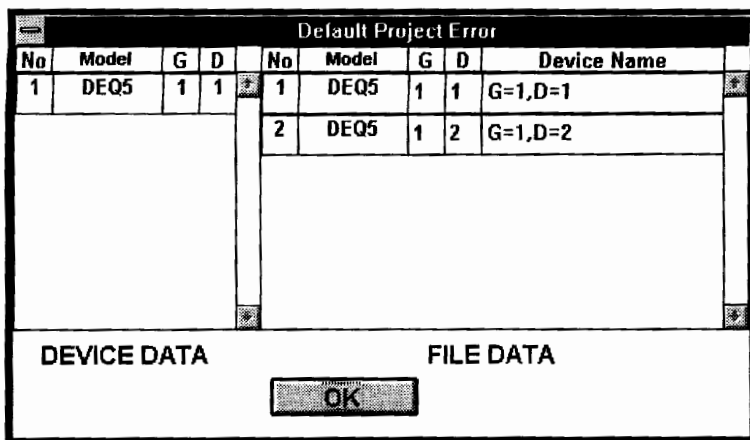 Default Project Error
No Model G D No Model G D Device Name
1 DEQ5 1 1 1 DEQ5 1 1 G=1,D=1
2 DEQ5 1 2 G=1,D=2
DEVICE DATA FILE DATA
OK